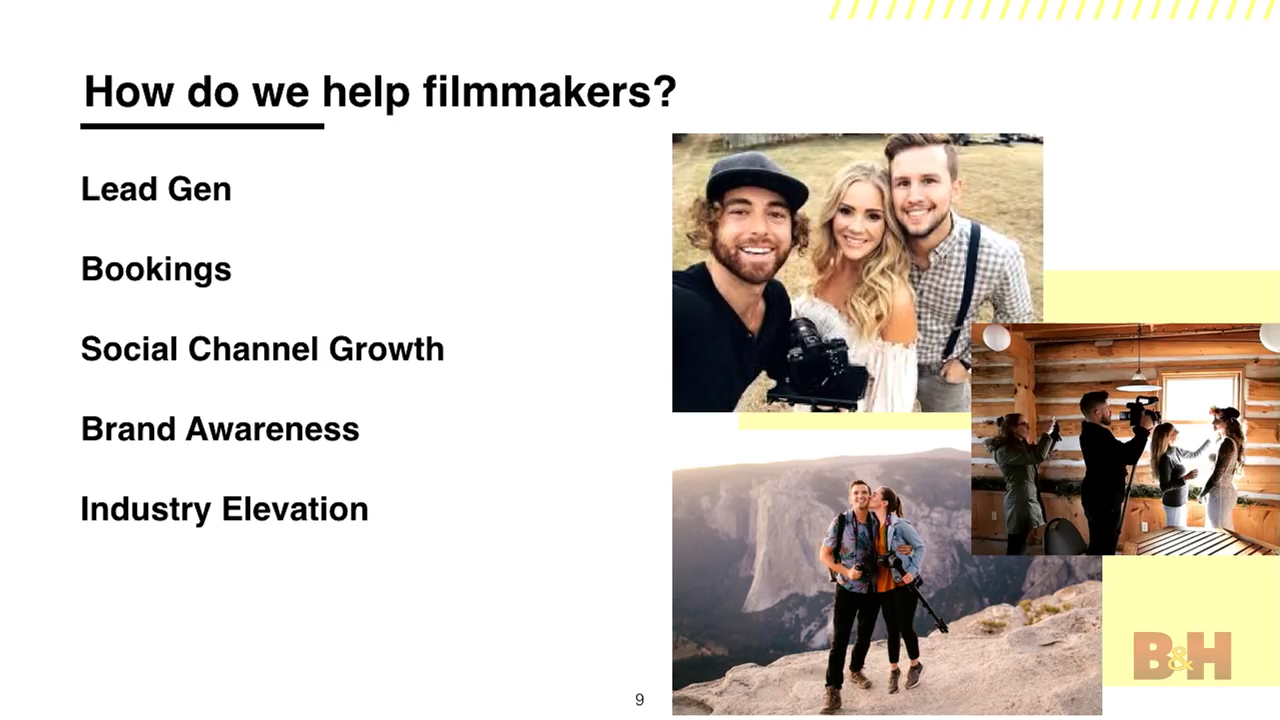 How do we help filmmakers?
Lead Gen
Bookings
Social Channel Growth
Brand Awareness
Industry Elevation
B&H
9